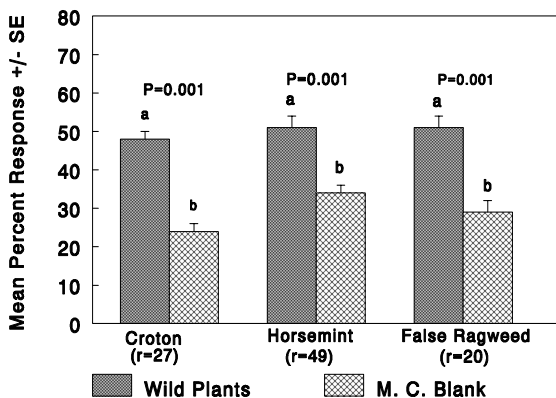 Mean Percent Response +/- SE
80
70
60
50
40
30
20
10
0
P=0.001
P=0.001
P=0.001
a
b
a
b
a
b
Croton
(r=27)
Horsemint
(r=49)
False Ragweed
(r=20)
Wild Plants
M. C. Blank